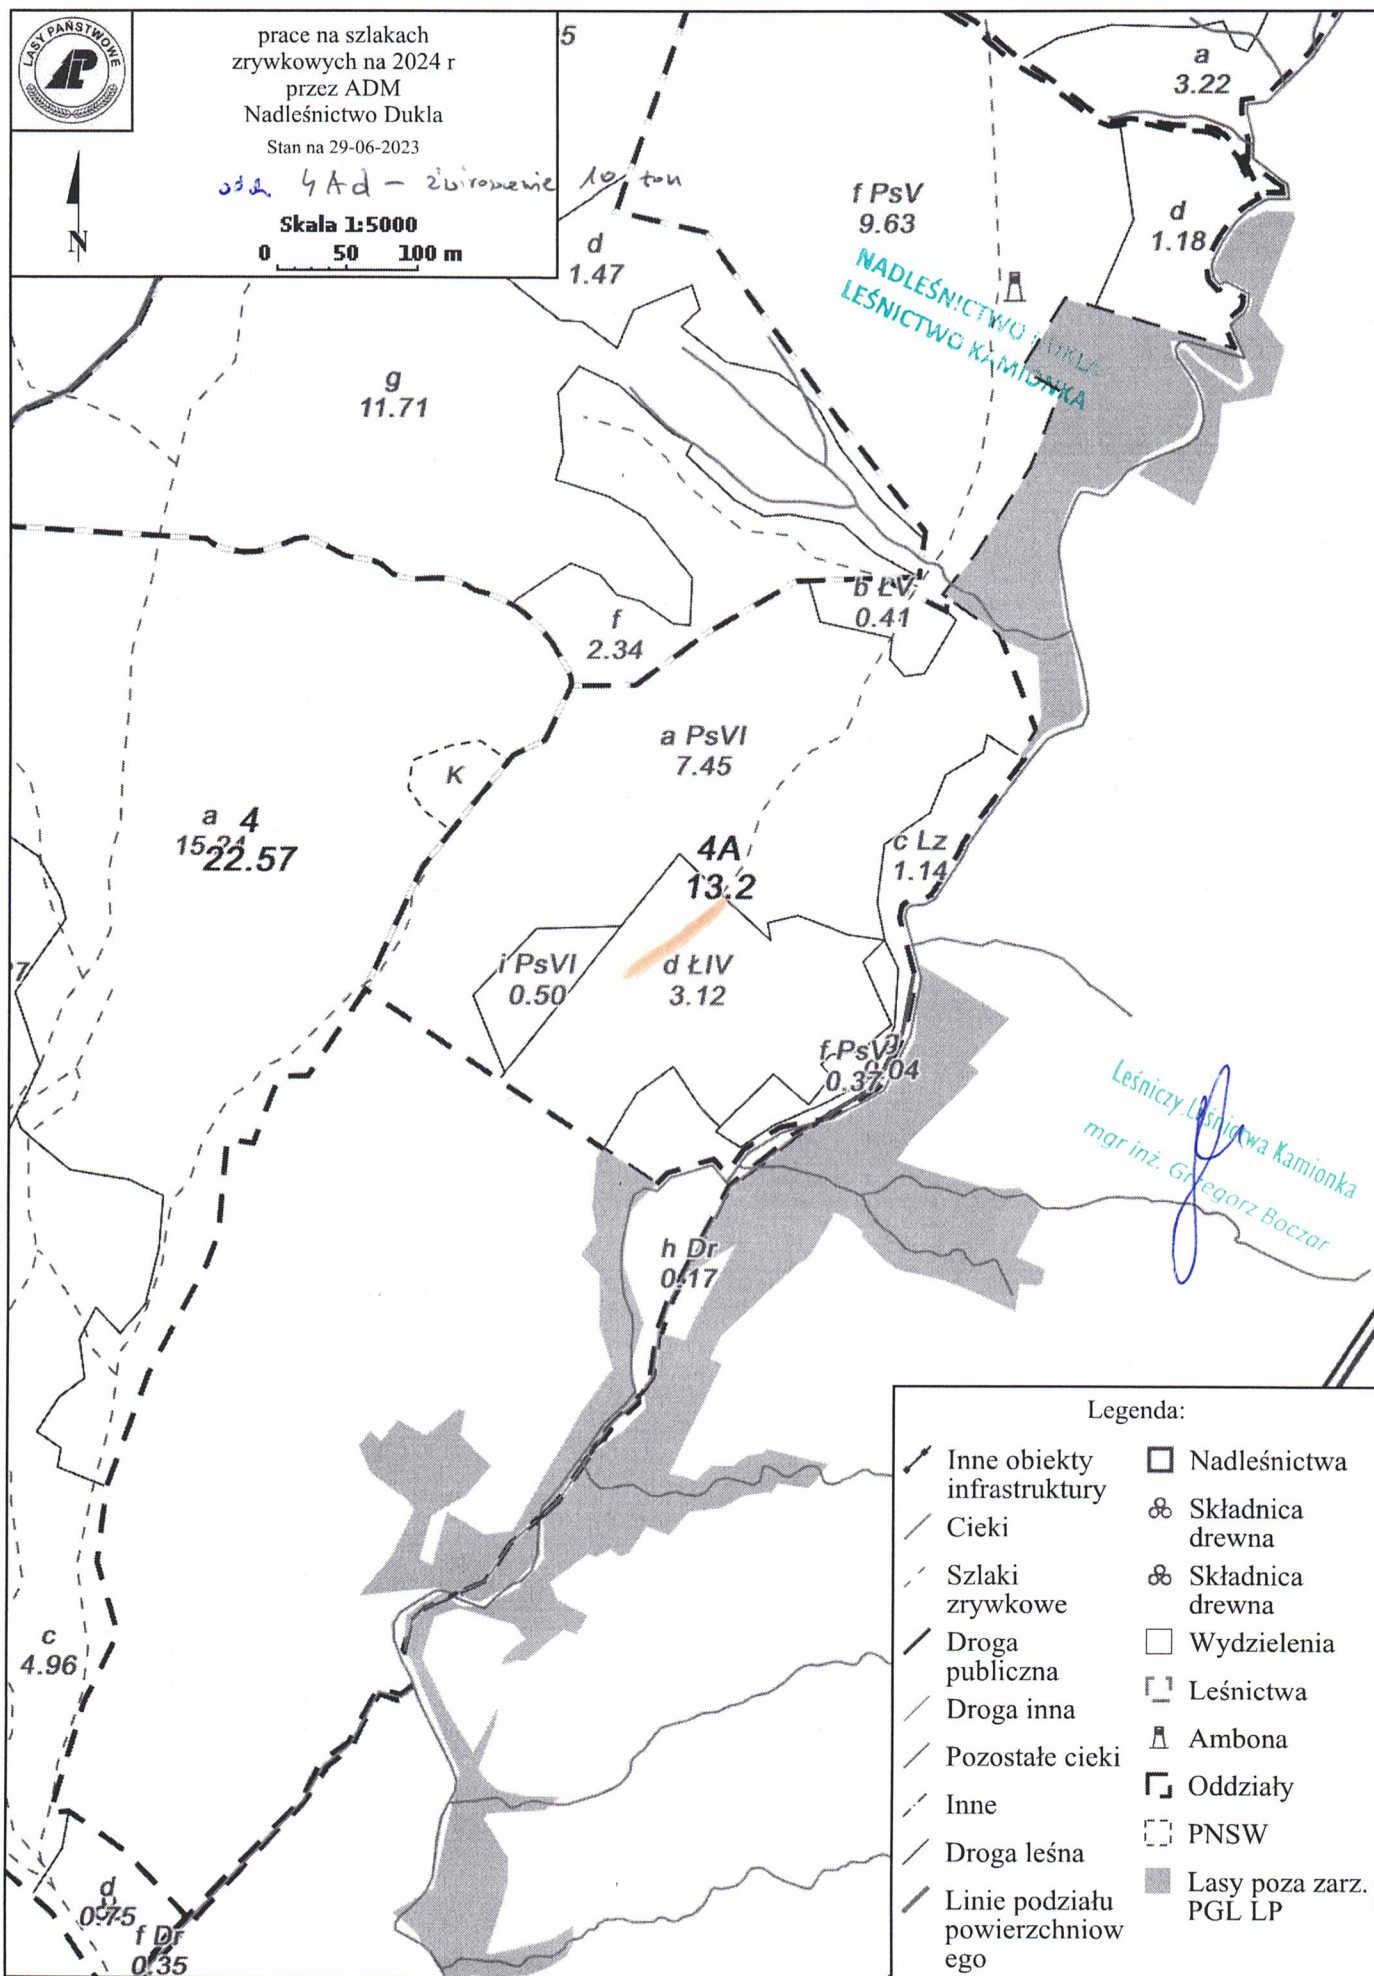 LASY PAŃSTWOWE
prace na szlakach
zrywkowych na 2024 r
przez ADM
Nadleśnictwo Dukla
Stan na 29-06-2023
4Ad - żwirowanie 10 ton
N
Skala 1:5000
0 50 100 m
5
a
3.22
f PsV
9.63
d
1.18
d
1.47
NADLEŚNICTWO DUKLA
LEŚNICTWO KAMIONKA
g
11.71
b ŁV
0.41
f
2.34
a PsVI
7.45
K
a 4
15.24
22.57
4A
13.2
c Lz
1.14
i PsVI
0.50
d ŁIV
3.12
7
f PsV
0.37
g
0.04
Leśniczy Leśnictwa Kamionka
mgr inż. Grzegorz Boczar
h Dr
0.17
c
4.96
d
0.75
f Dr
0.35
Legenda:
Inne obiekty
infrastruktury
Cieki
Szlaki
zrywkowe
Droga
publiczna
Droga inna
Pozostałe cieki
Inne
Droga leśna
Linie podziału
powierzchniow
ego
Nadleśnictwa
Składnica
drewna
Składnica
drewna
Wydzielenia
Leśnictwa
Ambona
Oddziały
PNSW
Lasy poza zarz.
PGL LP